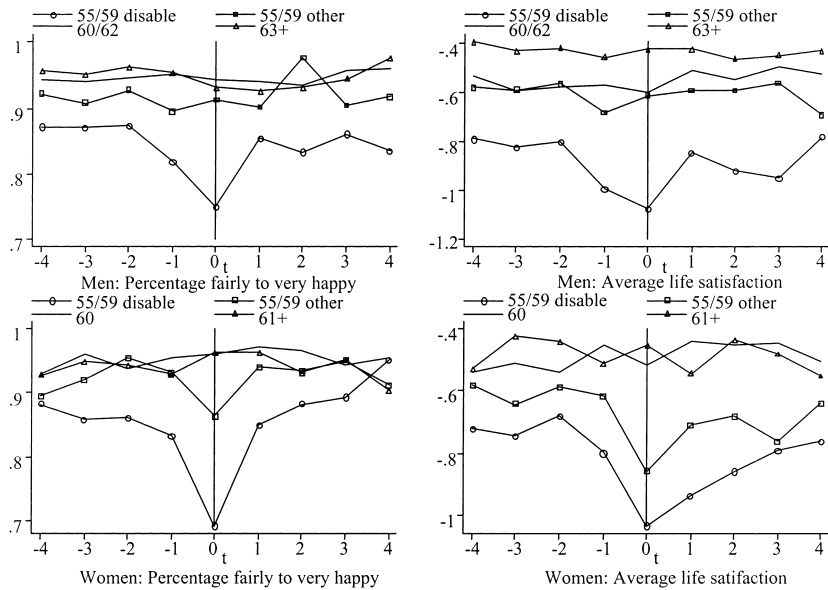 55/59 disable 55/59 other
60/62 63+
1
.9
.8
.7
-4 -3 -2 -1 0 1 2 3 4
t
Men: Percentage fairly to very happy
55/59 disable 55/59 other
60/62 63+
-.4
-.6
-.8
-1
-1.2
-4 -3 -2 -1 0 1 2 3 4
t
Men: Average life satisfaction
55/59 disable 55/59 other
60 61+
1
.9
.8
.7
-4 -3 -2 -1 0 1 2 3 4
t
Women: Percentage fairly to very happy
55/59 disable 55/59 other
60 61+
-.4
-.6
-.8
-1
-4 -3 -2 -1 0 1 2 3 4
t
Women: Average life satifaction